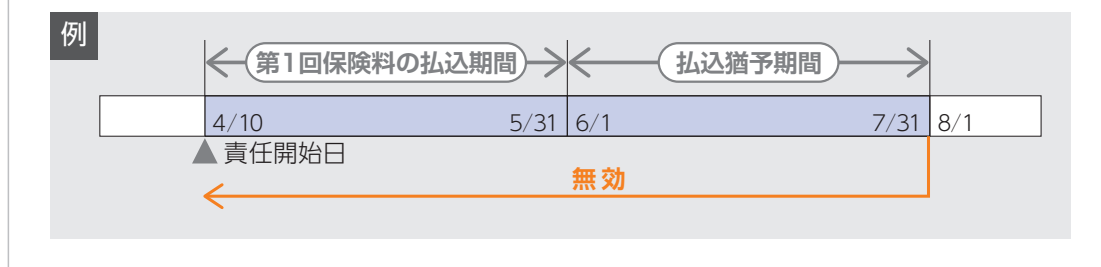 例
第1回保険料の払込期間 払込猶予期間
4/10 5/31 6/1 7/31 8/1
▲責任開始日
無効